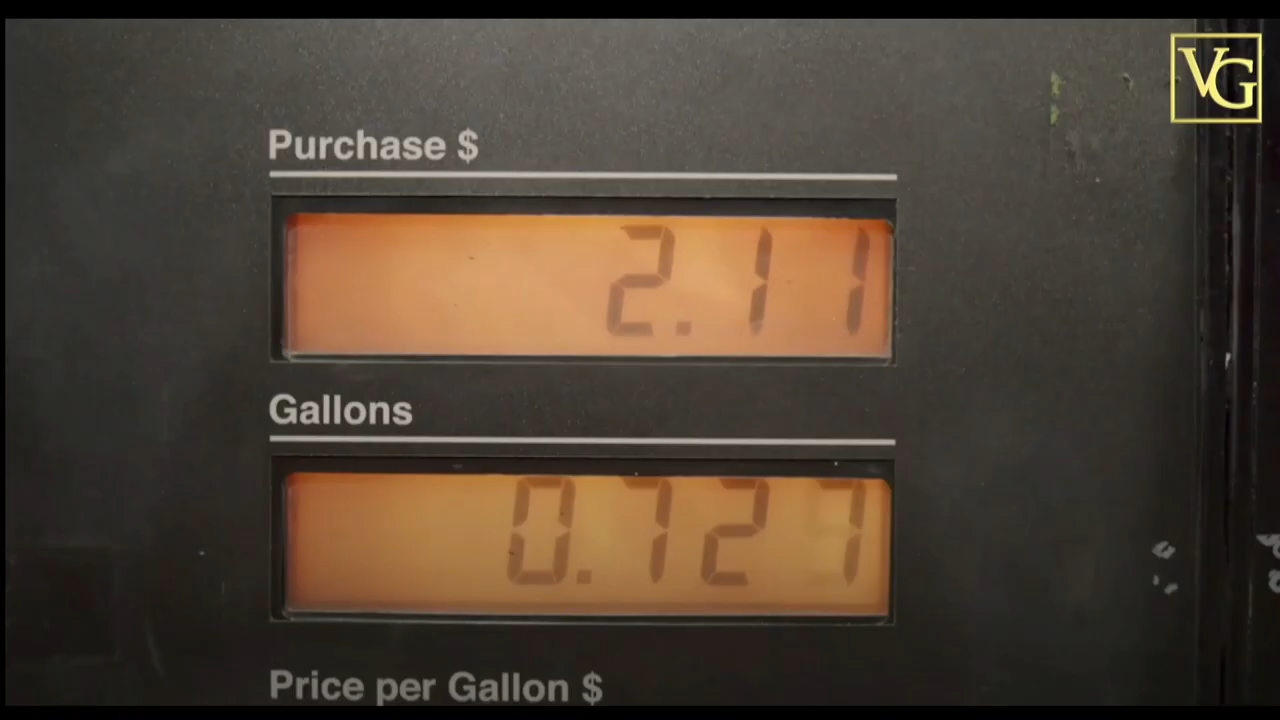 VG
Purchase $
2.11
Gallons
0.727
Price per Gallon $